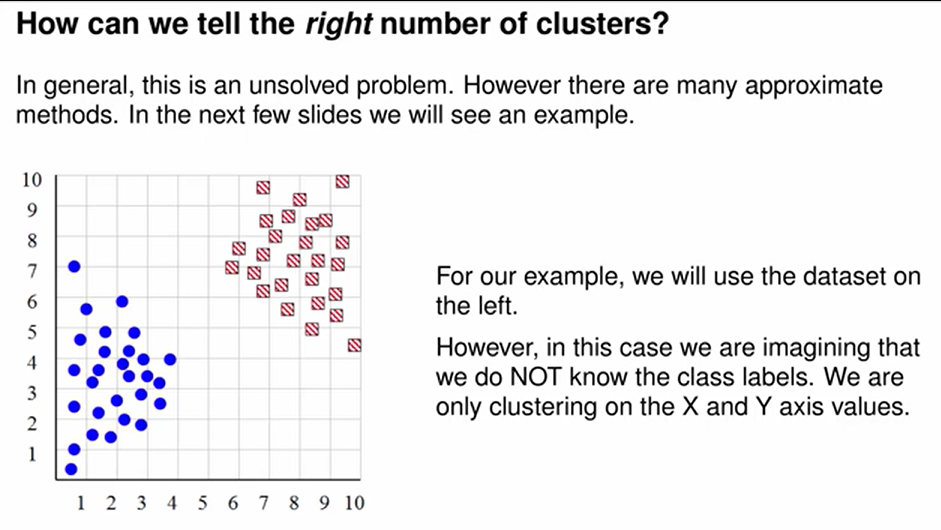 How can we tell the right number of clusters?
In general, this is an unsolved problem. However there are many approximate
methods. In the next few slides we will see an example.
10
9
8
7
6
5
4
3
2
1
1 2 3 4 5 6 7 8 9 10
For our example, we will use the dataset on
the left.
However, in this case we are imagining that
we do NOT know the class labels. We are
only clustering on the X and Y axis values.